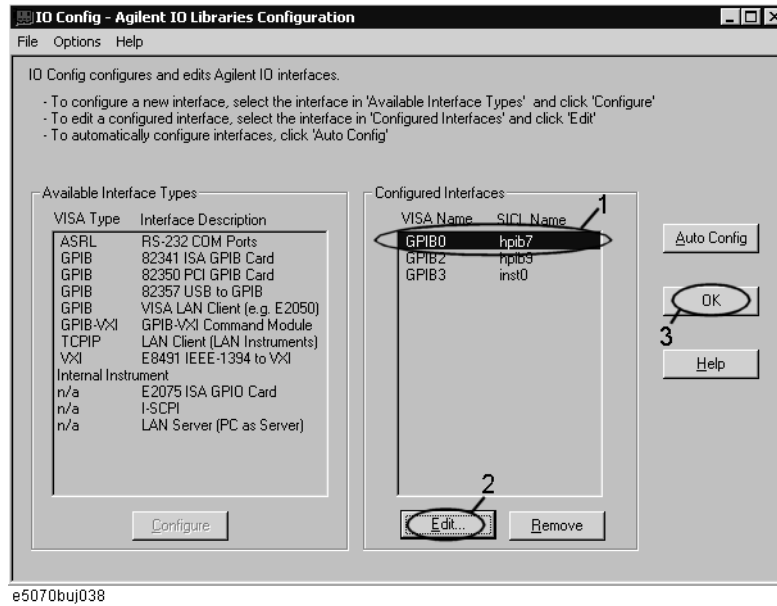 IO Config - Agilent IO Libraries Configuration
File Options Help
IO Config configures and edits Agilent IO interfaces.
- To configure a new interface, select the interface in 'Available Interface Types' and click 'Configure'
- To edit a configured interface, select the interface in 'Configured Interfaces' and click 'Edit'
- To automatically configure interfaces, click 'Auto Config'
Available Interface Types
VISA Type Interface Description
ASRL RS-232 COM Ports
GPIB 82341 ISA GPIB Card
GPIB 82350 PCI GPIB Card
GPIB 82357 USB to GPIB
GPIB VISA LAN Client (e.g. E2050)
GPIB-VXI GPIB-VXI Command Module
TCPIP LAN Client (LAN Instruments)
VXI E8491 IEEE-1394 to VXI
Internal Instrument
n/a E2075 ISA GPIO Card
n/a I-SCPI
n/a LAN Server (PC as Server)
Configure
Configured Interfaces
1
VISA Name SICL Name
GPIB0 hpib7
GPIB2 hpib9
GPIB3 inst0
2
Edit... Remove
Auto Config
OK
3
Help
e5070buj038